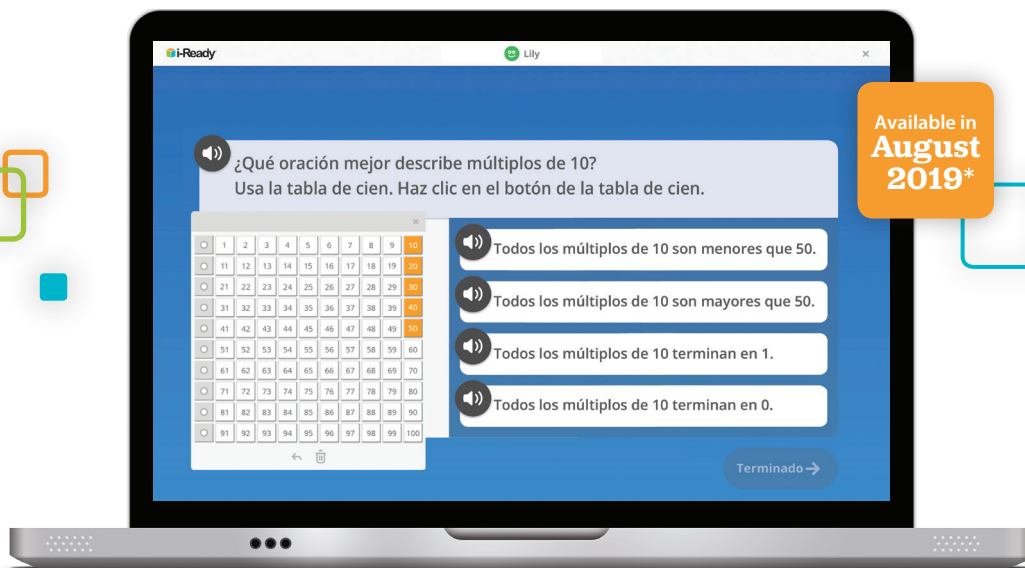 i-Ready
Lily
×
Available in
August
2019*
¿Qué oración mejor describe múltiplos de 10?
Usa la tabla de cien. Haz clic en el botón de la tabla de cien.
×
1 2 3 4 5 6 7 8 9 10
11 12 13 14 15 16 17 18 19 20
21 22 23 24 25 26 27 28 29 30
31 32 33 34 35 36 37 38 39 40
41 42 43 44 45 46 47 48 49 50
51 52 53 54 55 56 57 58 59 60
61 62 63 64 65 66 67 68 69 70
71 72 73 74 75 76 77 78 79 80
81 82 83 84 85 86 87 88 89 90
91 92 93 94 95 96 97 98 99 100
Todos los múltiplos de 10 son menores que 50.
Todos los múltiplos de 10 son mayores que 50.
Todos los múltiplos de 10 terminan en 1.
Todos los múltiplos de 10 terminan en 0.
Terminado →